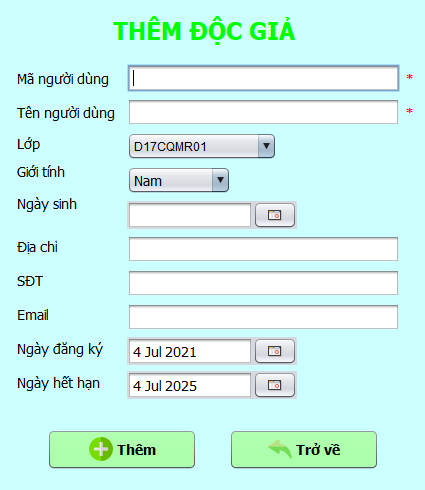 THÊM ĐỘC GIẢ
Mã người dùng *
Tên người dùng *
Lớp D17CQMR01
Giới tính Nam
Ngày sinh
Địa chỉ
SĐT
Email
Ngày đăng ký 4 Jul 2021
Ngày hết hạn 4 Jul 2025
Thêm Trở về